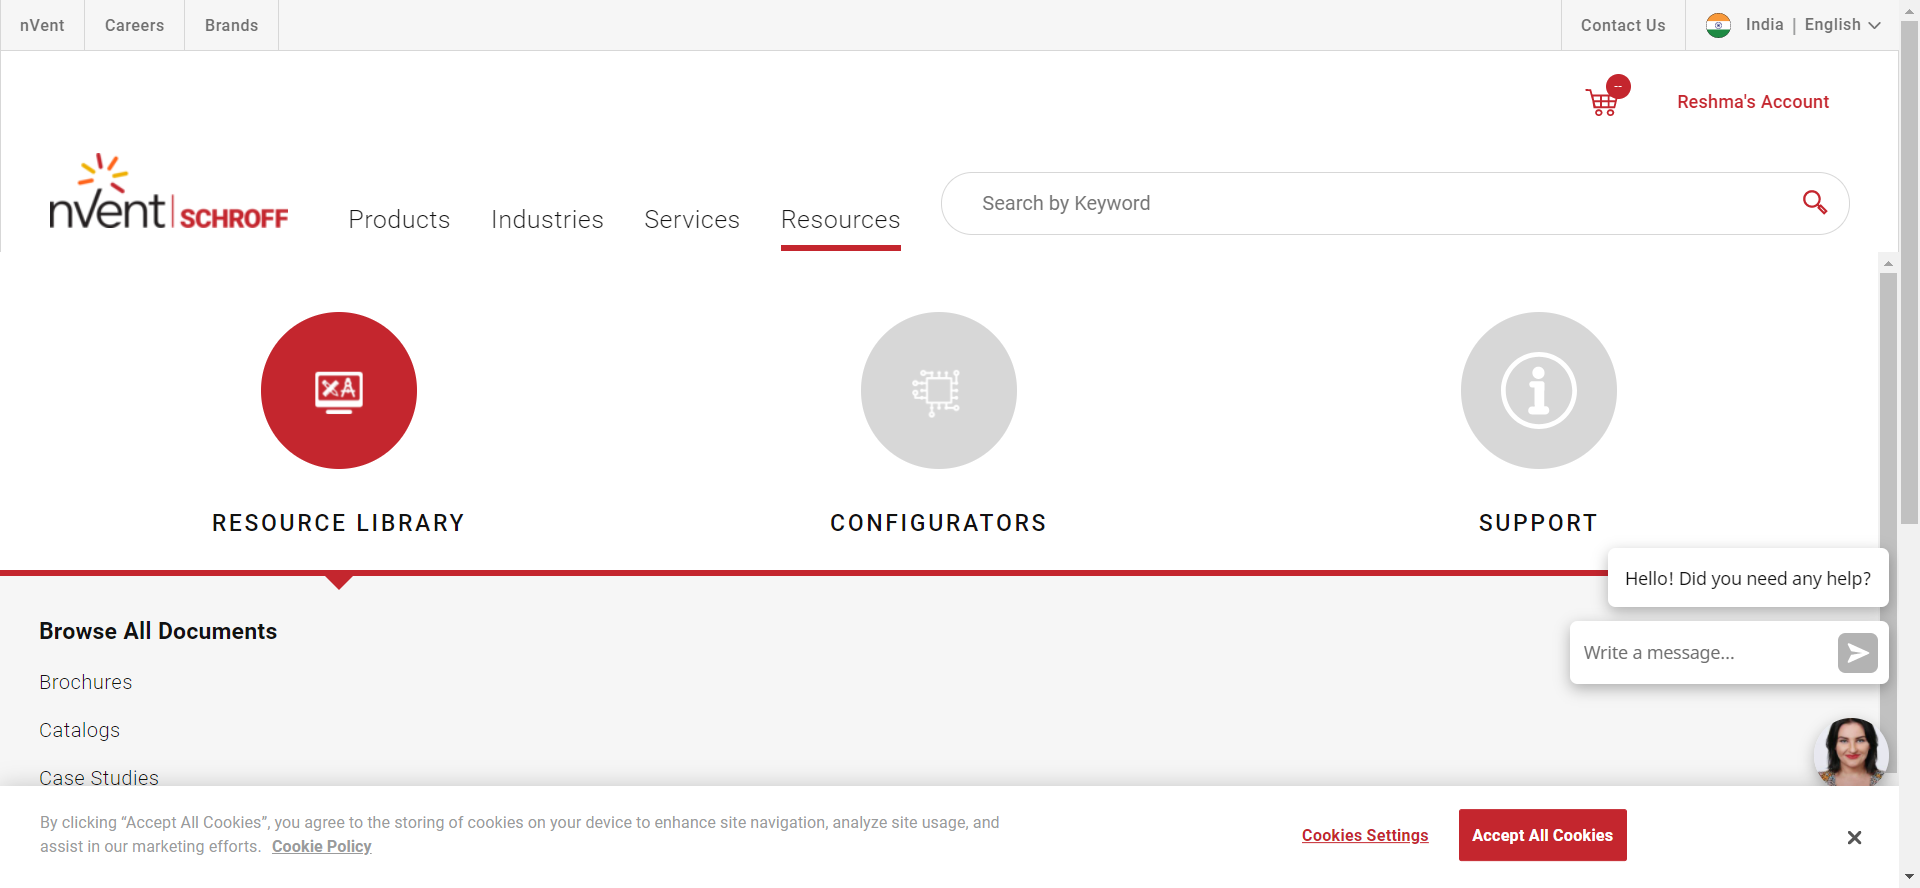 nVent
Careers
Brands
Contact Us
India | English
--
Reshma's Account
nVent | SCHROFF
Products
Industries
Services
Resources
Search by Keyword
RESOURCE LIBRARY
CONFIGURATORS
SUPPORT
Hello! Did you need any help?
Write a message...
Browse All Documents
Brochures
Catalogs
Case Studies
By clicking “Accept All Cookies”, you agree to the storing of cookies on your device to enhance site navigation, analyze site usage, and
assist in our marketing efforts. Cookie Policy
Cookies Settings
Accept All Cookies